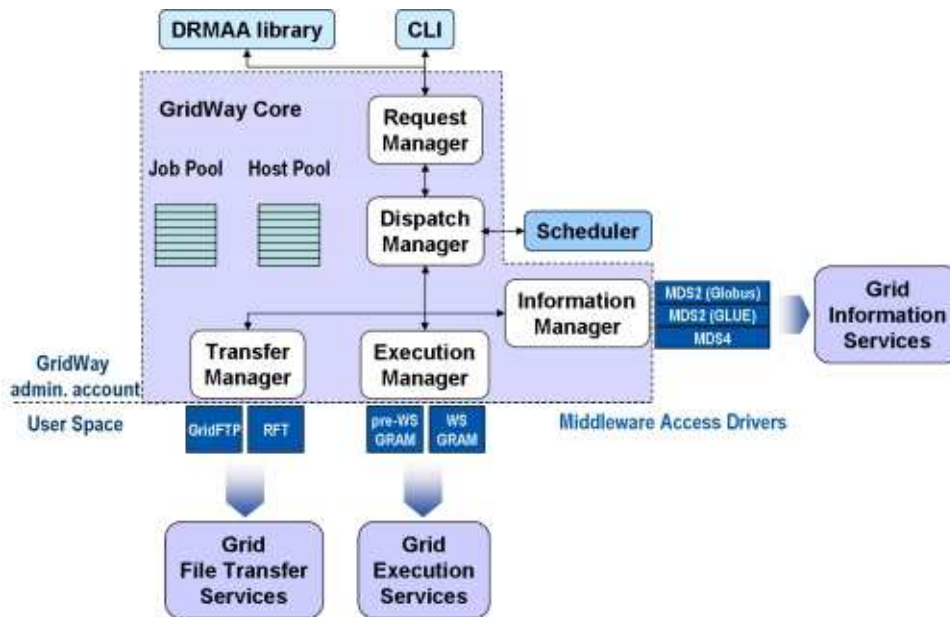 DRMAA library
CLI
GridWay Core
Request
Manager
Job Pool
Host Pool
Dispatch
Manager
Scheduler
Information
Manager
MDS2 (Globus)
MDS2 (GLUE)
MDS4
Grid
Information
Services
Transfer
Manager
Execution
Manager
GridWay
admin. account
User Space
GridFTP
RFT
pre-WS
GRAM
WS
GRAM
Middleware Access Drivers
Grid
File Transfer
Services
Grid
Execution
Services